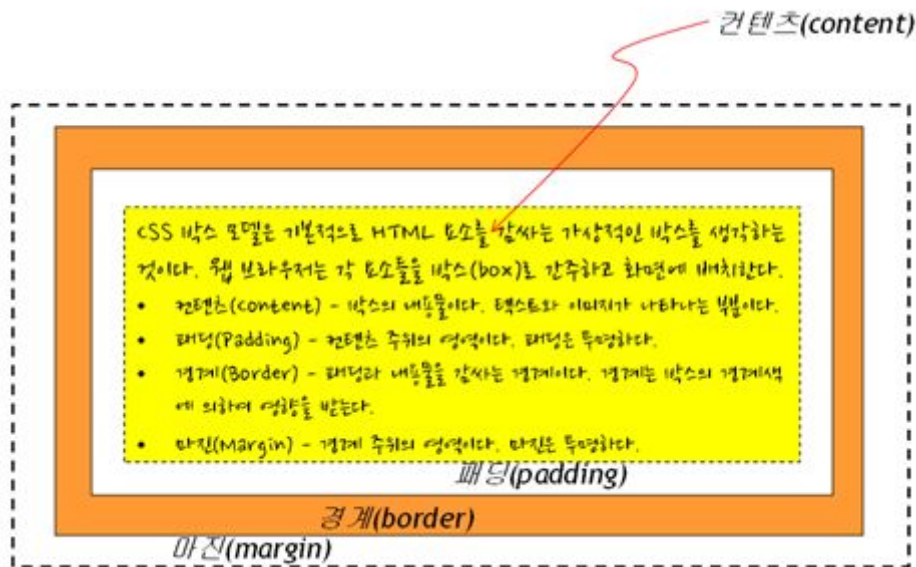 컨텐츠(content)
CSS 박스 모델은 기본적으로 HTML 요소를 감싸는 가상적인 박스를 생각하는
것이다. 웹 브라우저는 각 요소들을 박스(box)로 간주하고 화면에 배치한다.
• 컨텐츠(content) - 박스의 내용물이다. 텍스트와 이미지가 나타나는 부분이다.
• 패딩(Padding) - 컨텐츠 주위의 영역이다. 패딩은 투명하다.
• 경계(Border) - 패딩과 내용물을 감싸는 경계이다. 경계는 박스의 경계색
에 의하여 영향을 받는다.
• 마진(Margin) - 경계 주위의 영역이다. 마진은 투명하다.
패딩(padding)
경계(border)
마진(margin)